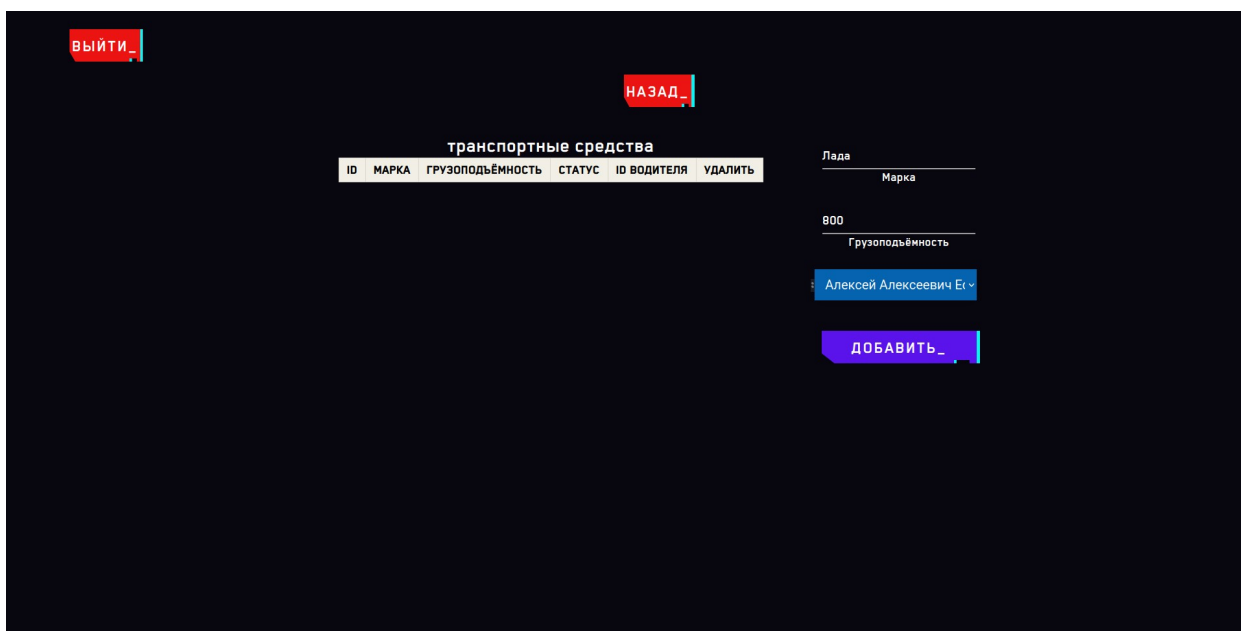 ВЫЙТИ_
НАЗАД_
транспортные средства
ID МАРКА ГРУЗОПОДЪЁМНОСТЬ СТАТУС ID ВОДИТЕЛЯ УДАЛИТЬ
Лада
Марка
800
Грузоподъёмность
Алексей Алексеевич
ДОБАВИТЬ_